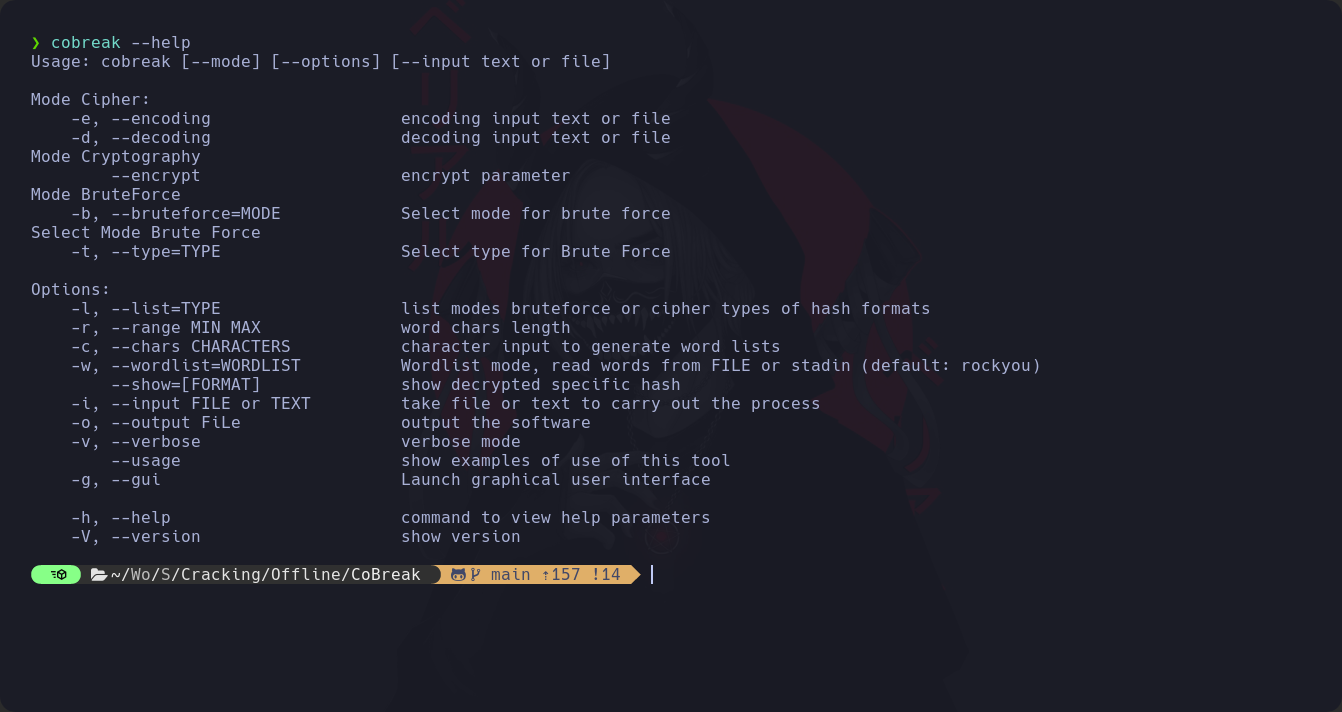 ❯ cobreak --help
Usage: cobreak [--mode] [--options] [--input text or file]
Mode Cipher:
-e, --encoding encoding input text or file
-d, --decoding decoding input text or file
Mode Cryptography
--encrypt encrypt parameter
Mode BruteForce
-b, --bruteforce=MODE Select mode for brute force
Select Mode Brute Force
-t, --type=TYPE Select type for Brute Force
Options:
-l, --list=TYPE list modes bruteforce or cipher types of hash formats
-r, --range MIN MAX word chars length
-c, --chars CHARACTERS character input to generate word lists
-w, --wordlist=WORDLIST Wordlist mode, read words from FILE or stadin (default: rockyou)
--show=[FORMAT] show decrypted specific hash
-i, --input FILE or TEXT take file or text to carry out the process
-o, --output FiLe output the software
-v, --verbose verbose mode
--usage show examples of use of this tool
-g, --gui Launch graphical user interface
-h, --help command to view help parameters
-V, --version show version
~/Wo/S/Cracking/Offline/CoBreak main ↑157 !14